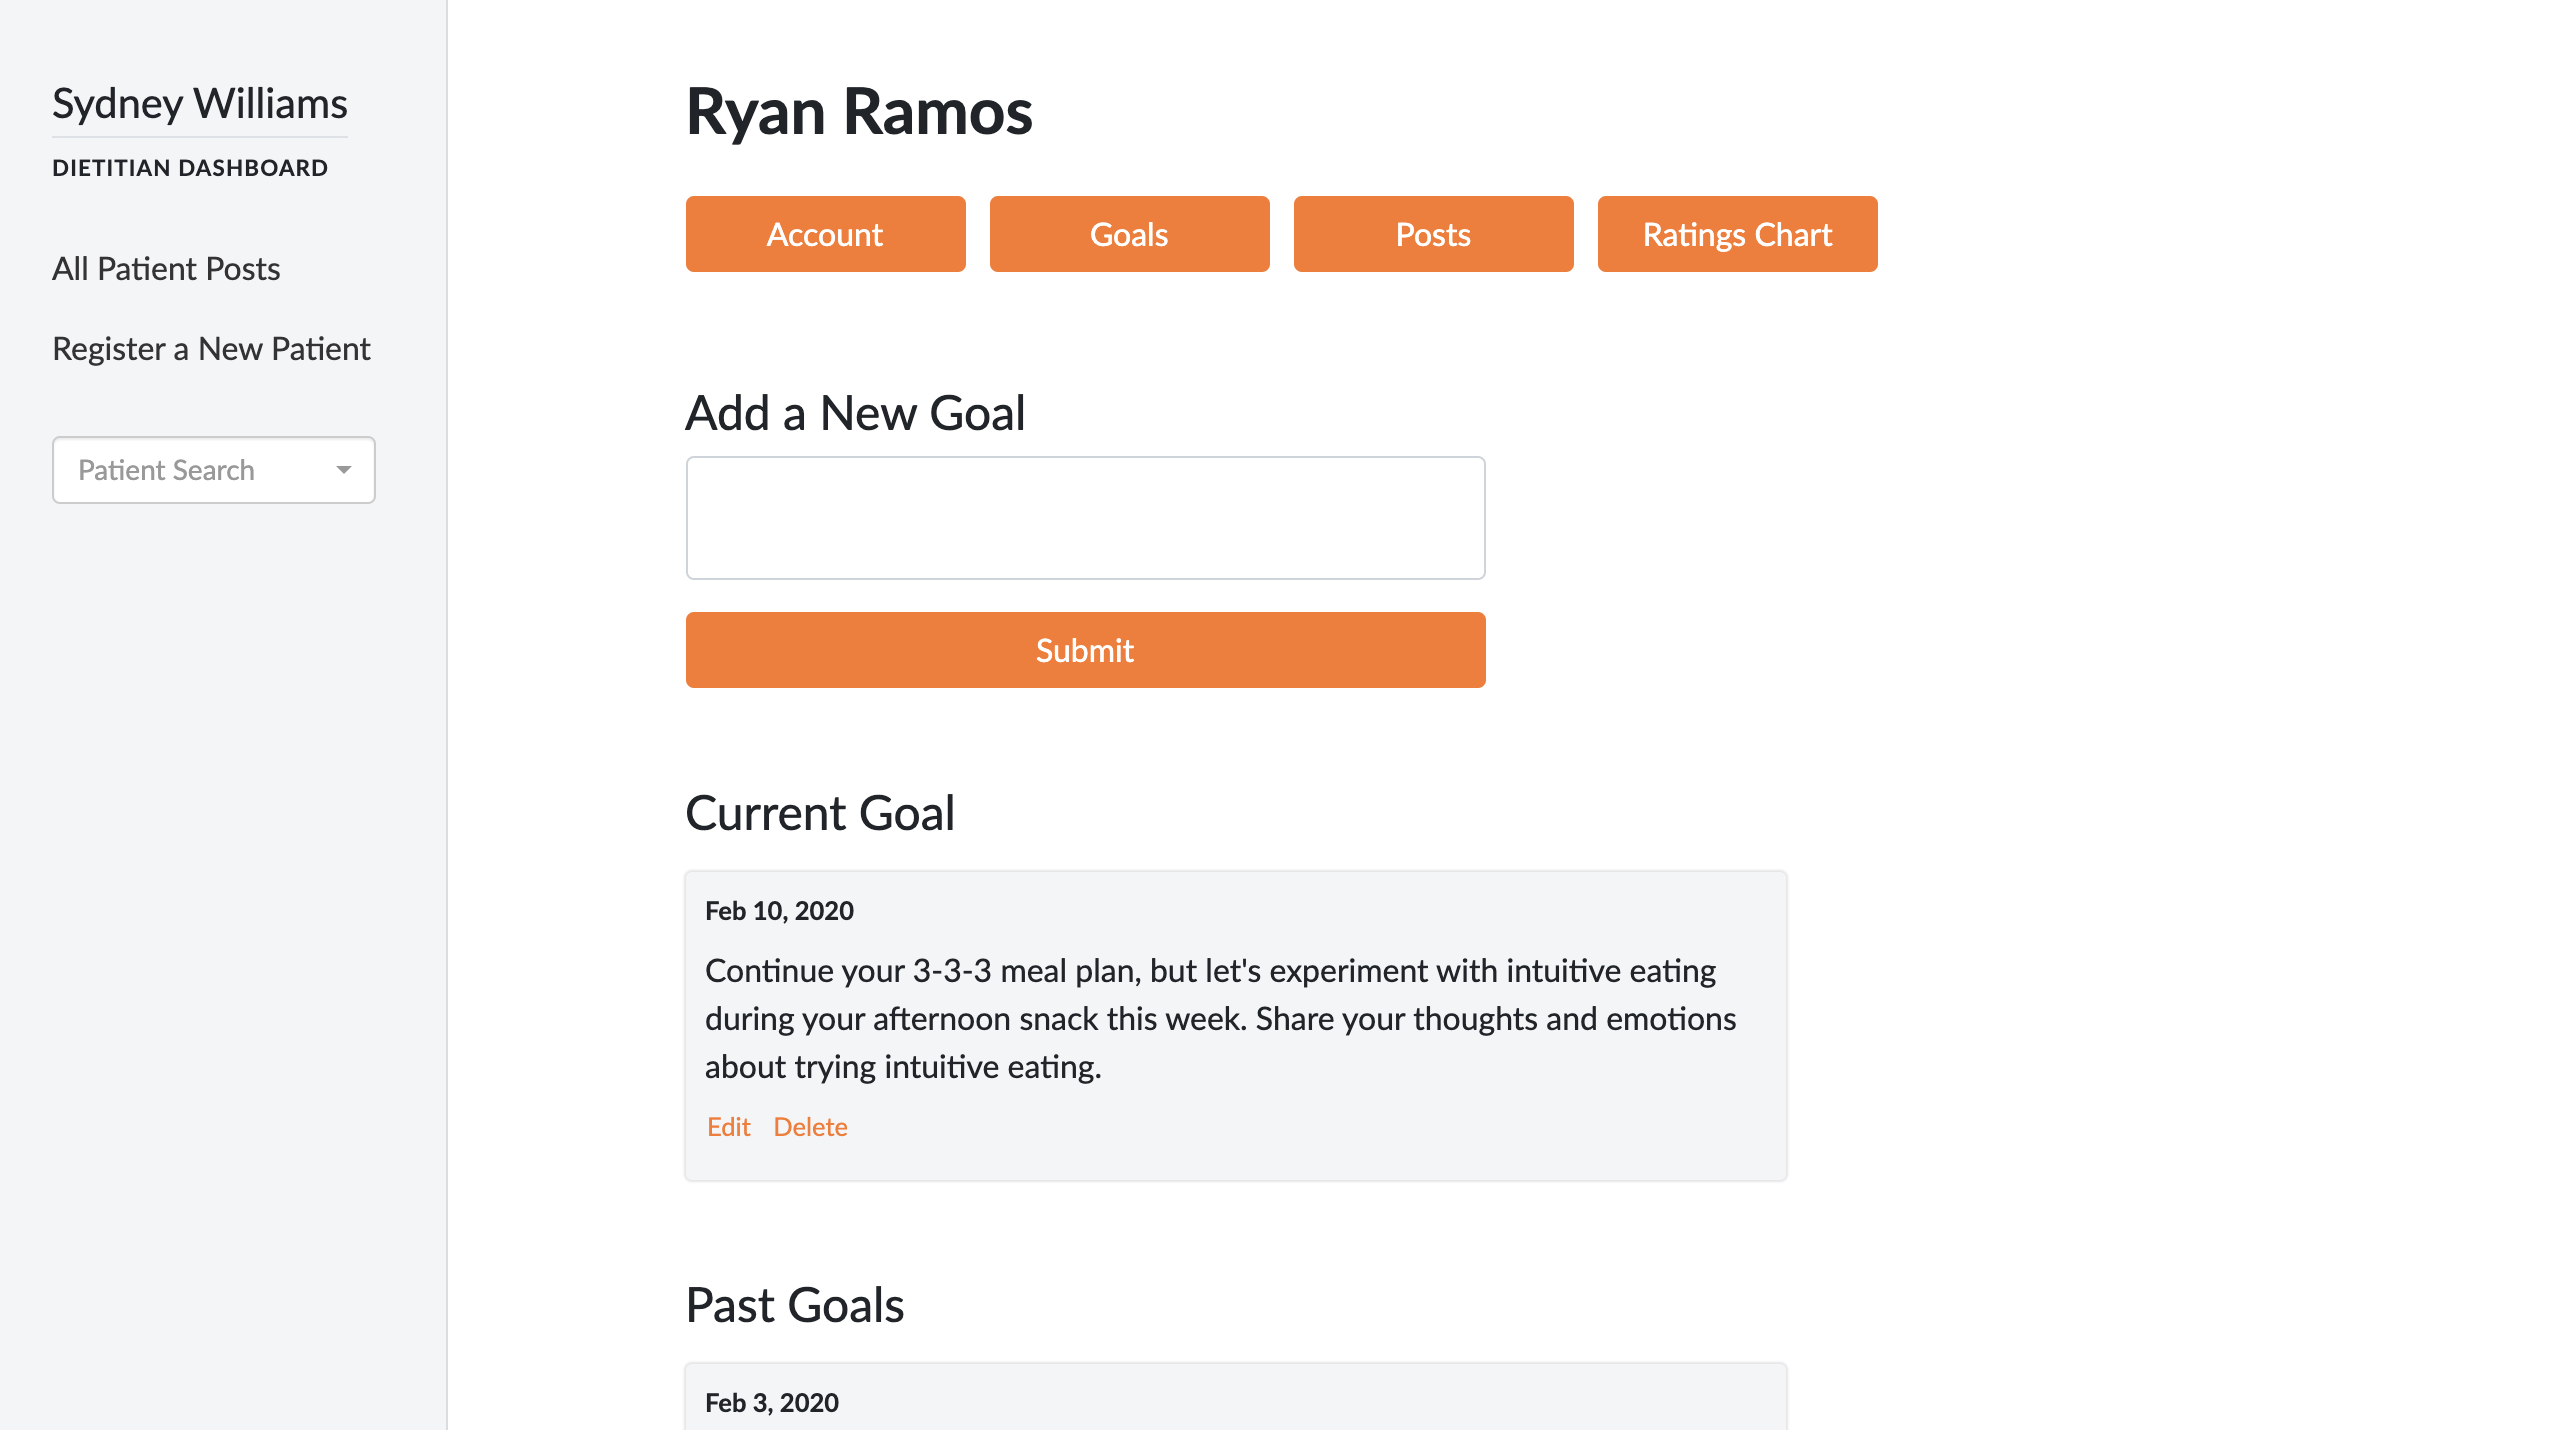 Sydney Williams
DIETITIAN DASHBOARD
All Patient Posts
Register a New Patient
Patient Search
Ryan Ramos
Account
Goals
Posts
Ratings Chart
Add a New Goal
Submit
Current Goal
Feb 10, 2020
Continue your 3-3-3 meal plan, but let's experiment with intuitive eating
during your afternoon snack this week. Share your thoughts and emotions
about trying intuitive eating.
Edit Delete
Past Goals
Feb 3, 2020